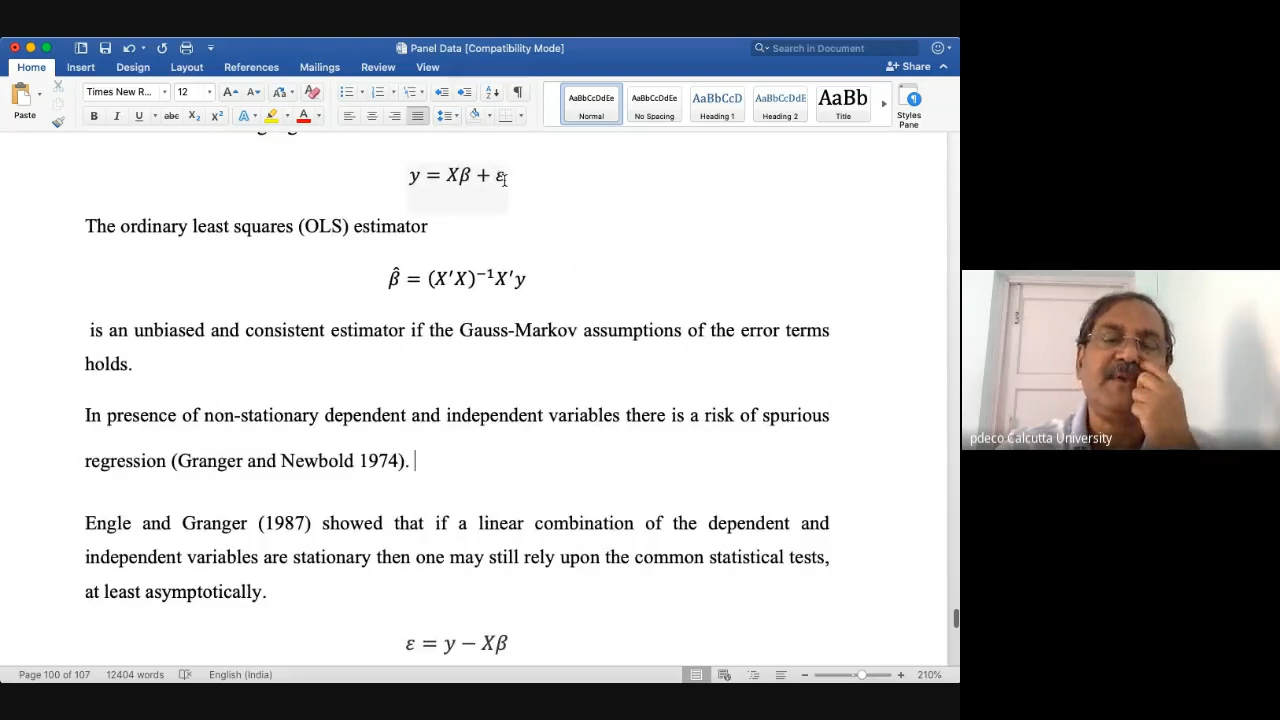 Panel Data [Compatibility Mode]
Search in Document
Home Insert Design Layout References Mailings Review View
Share
Paste
Times New R...
12
B I U abc X₂ X²
AaBbCcDdEe
Normal
AaBbCcDdEe
No Spacing
AaBbCcD
Heading 1
AaBbCcDdE
Heading 2
AaBb
Title
Styles
Pane
y = Xβ + ε
The ordinary least squares (OLS) estimator
β̂ = (X′X)⁻¹X′y
is an unbiased and consistent estimator if the Gauss-Markov assumptions of the error terms
holds.
In presence of non-stationary dependent and independent variables there is a risk of spurious
regression (Granger and Newbold 1974).
Engle and Granger (1987) showed that if a linear combination of the dependent and
independent variables are stationary then one may still rely upon the common statistical tests,
at least asymptotically.
ε = y − Xβ
Page 100 of 107 12404 words English (India) 210%
pdeco Calcutta University